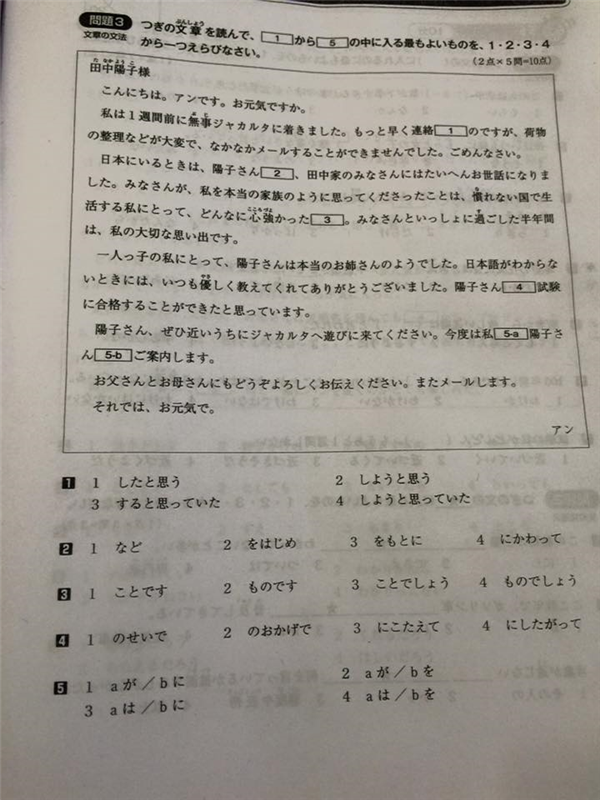 問題3 つぎの文章を読んで、1から5の中に入る最もよいものを、1・2・3・4
文章の文法 から一つえらびなさい。 (2点×5問=10点)
田中陽子様
こんにちは。アンです。お元気ですか。
私は1週間前に無事ジャカルタに着きました。もっと早く連絡1のですが、荷物
の整理などが大変で、なかなかメールすることができませんでした。ごめんなさい。
日本にいるときは、陽子さん2、田中家のみなさんにはたいへんお世話になりま
した。みなさんが、私を本当の家族のように思ってくださったことは、慣れない国で生
活する私にとって、どんなに心強かった3。みなさんといっしょに過ごした半年間
は、私の大切な思い出です。
一人っ子の私にとって、陽子さんは本当のお姉さんのようでした。日本語がわからな
いときには、いつも優しく教えてくれてありがとうございました。陽子さん4試験
に合格することができたと思っています。
陽子さん、ぜひ近いうちにジャカルタへ遊びに来てください。今度は私5-a陽子さ
ん5-bご案内します。
お父さんとお母さんにもどうぞよろしくお伝えください。またメールします。
それでは、お元気で。
アン
1 1 したと思う 2 しようと思う
3 すると思っていた 4 しようと思っていた
2 1 など 2 をはじめ 3 をもとに 4 にかわって
3 1 ことです 2 ものです 3 ことでしょう 4 ものでしょう
4 1 のせいで 2 のおかげで 3 にこたえて 4 にしたがって
5 1 aが/bに 2 aが/bを
3 aは/bに 4 aは/bを